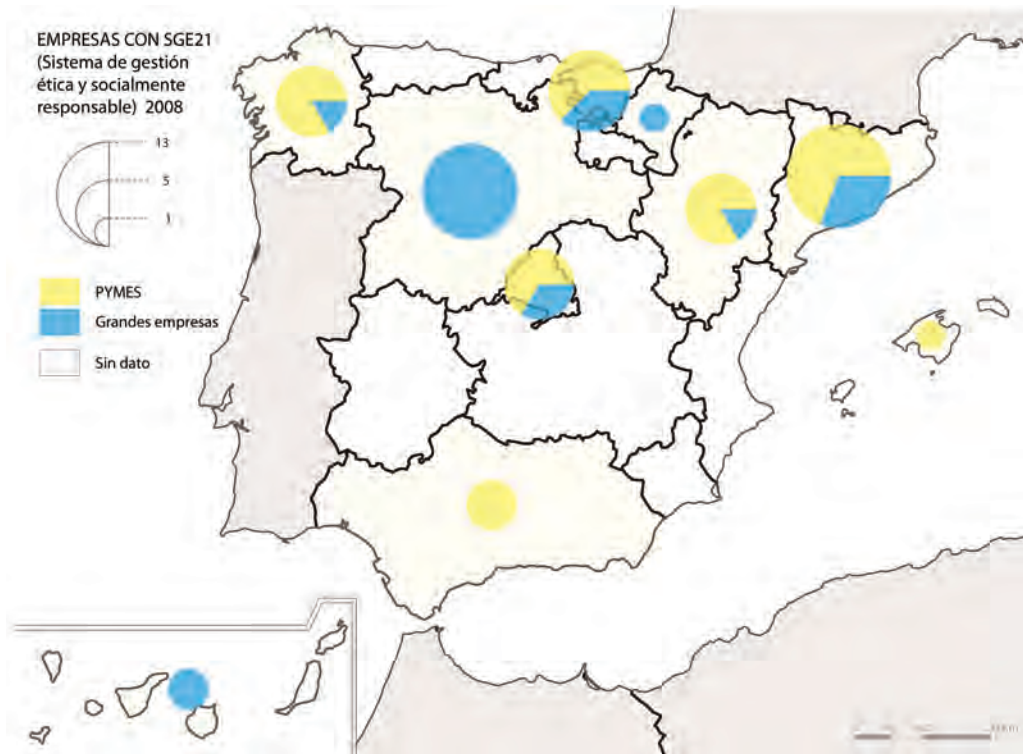 EMPRESAS CON SGE21
(Sistema de gestión
ética y socialmente
responsable) 2008
13
5
1
PYMES
Grandes empresas
Sin dato